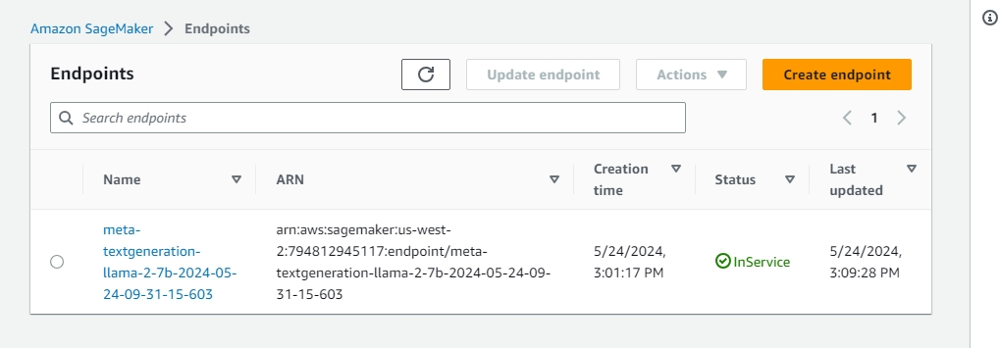 Amazon SageMaker > Endpoints
Endpoints
Update endpoint
Actions
Create endpoint
Search endpoints
1
Name
ARN
Creation
time
Status
Last
updated
meta-
textgeneration-
llama-2-7b-2024-05-
24-09-31-15-603
arn:aws:sagemaker:us-west-
2:794812945117:endpoint/meta-
textgeneration-llama-2-7b-2024-05-24-09-
31-15-603
5/24/2024,
3:01:17 PM
InService
5/24/2024,
3:09:28 PM